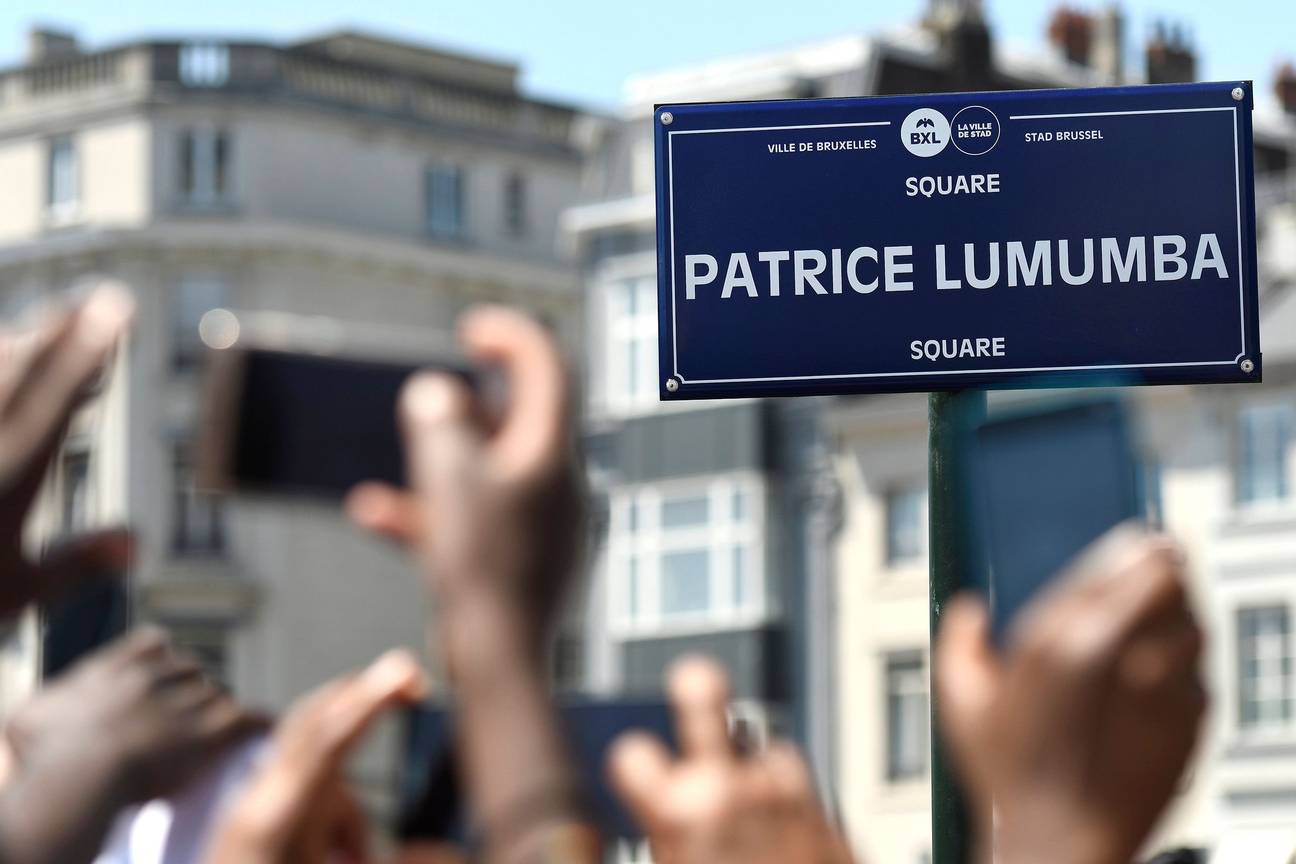 VILLE DE BRUXELLES
BXL
LA VILLE
DE STAD
STAD BRUSSEL
SQUARE
PATRICE LUMUMBA
SQUARE